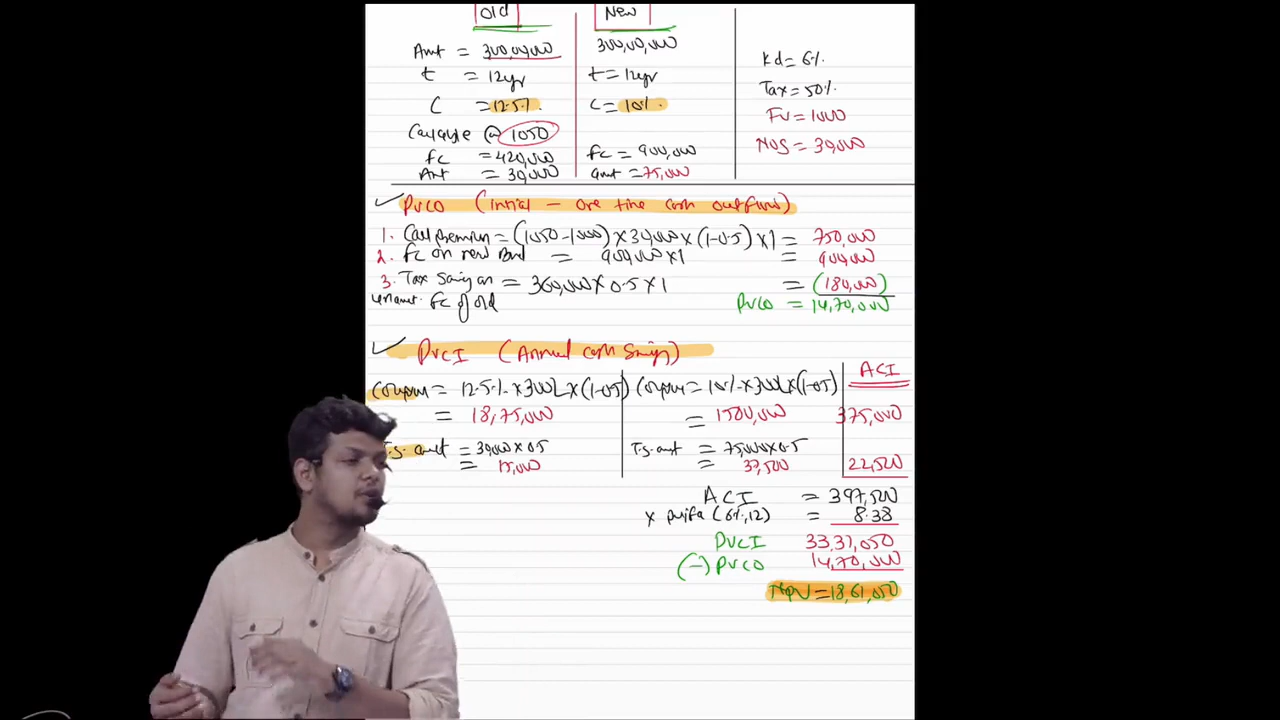 Old New
Amt = 300,00,000 300,00,000
t = 12yr t = 12yr
C = 12.5% C = 10%
Callable @ 1050
fc = 420,000 fc = 900,000
Amt = 30,000 amt = 75,000
Kd = 6%
Tax = 50%
FV = 1000
NOS = 30,000
PVCO (Initial – One time cash outflow)
1. Call premium = (1050-1000) × 30,000 × (1-0.5) × 1 = 750,000
2. fc on new Bond = 900,000 × 1 = 900,000
3. Tax Saving on = 360,000 × 0.5 × 1 = (180,000)
unamt. fc of old PVCO = 14,70,000
PVCI (Annual cash Savings)
ACI
Coupon = 12.5% × 300L × (1-0.5) Coupon = 10% × 300L × (1-0.5)
= 18,75,000 = 1500,000 375,000
T.S. amt = 30,000 × 0.5 T.S. amt = 75,000 × 0.5
= 15,000 = 37,500 22,500
ACI = 397,500
× pvifa (6%, 12) = 8.38
PVCI 33,31,050
(-) PVCO 14,70,000
NPV = 18,61,050